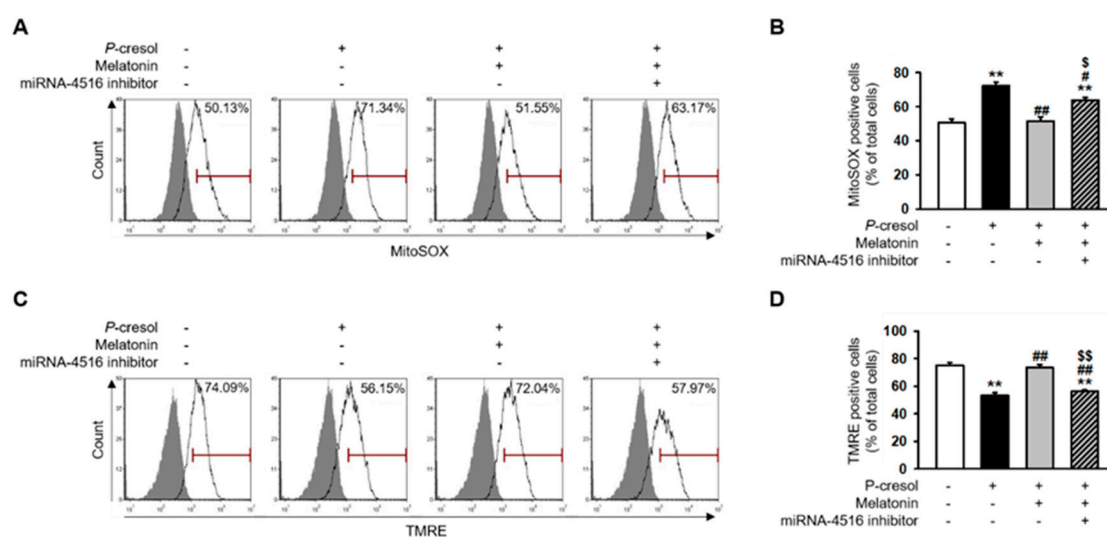 A
P-cresol - + + +
Melatonin - - + +
miRNA-4516 inhibitor - - - +
50.13% 71.34% 51.55% 63.17%
Count
MitoSOX
B
MitoSOX positive cells
(% of total cells)
80
60
40
20
0
** ## $ # **
P-cresol - + + +
Melatonin - - + +
miRNA-4516 inhibitor - - - +
C
P-cresol - + + +
Melatonin - - + +
miRNA-4516 inhibitor - - - +
74.09% 56.15% 72.04% 57.97%
Count
TMRE
D
TMRE positive cells
(% of total cells)
100
80
60
40
20
0
** ## $$ ## **
P-cresol - + + +
Melatonin - - + +
miRNA-4516 inhibitor - - - +